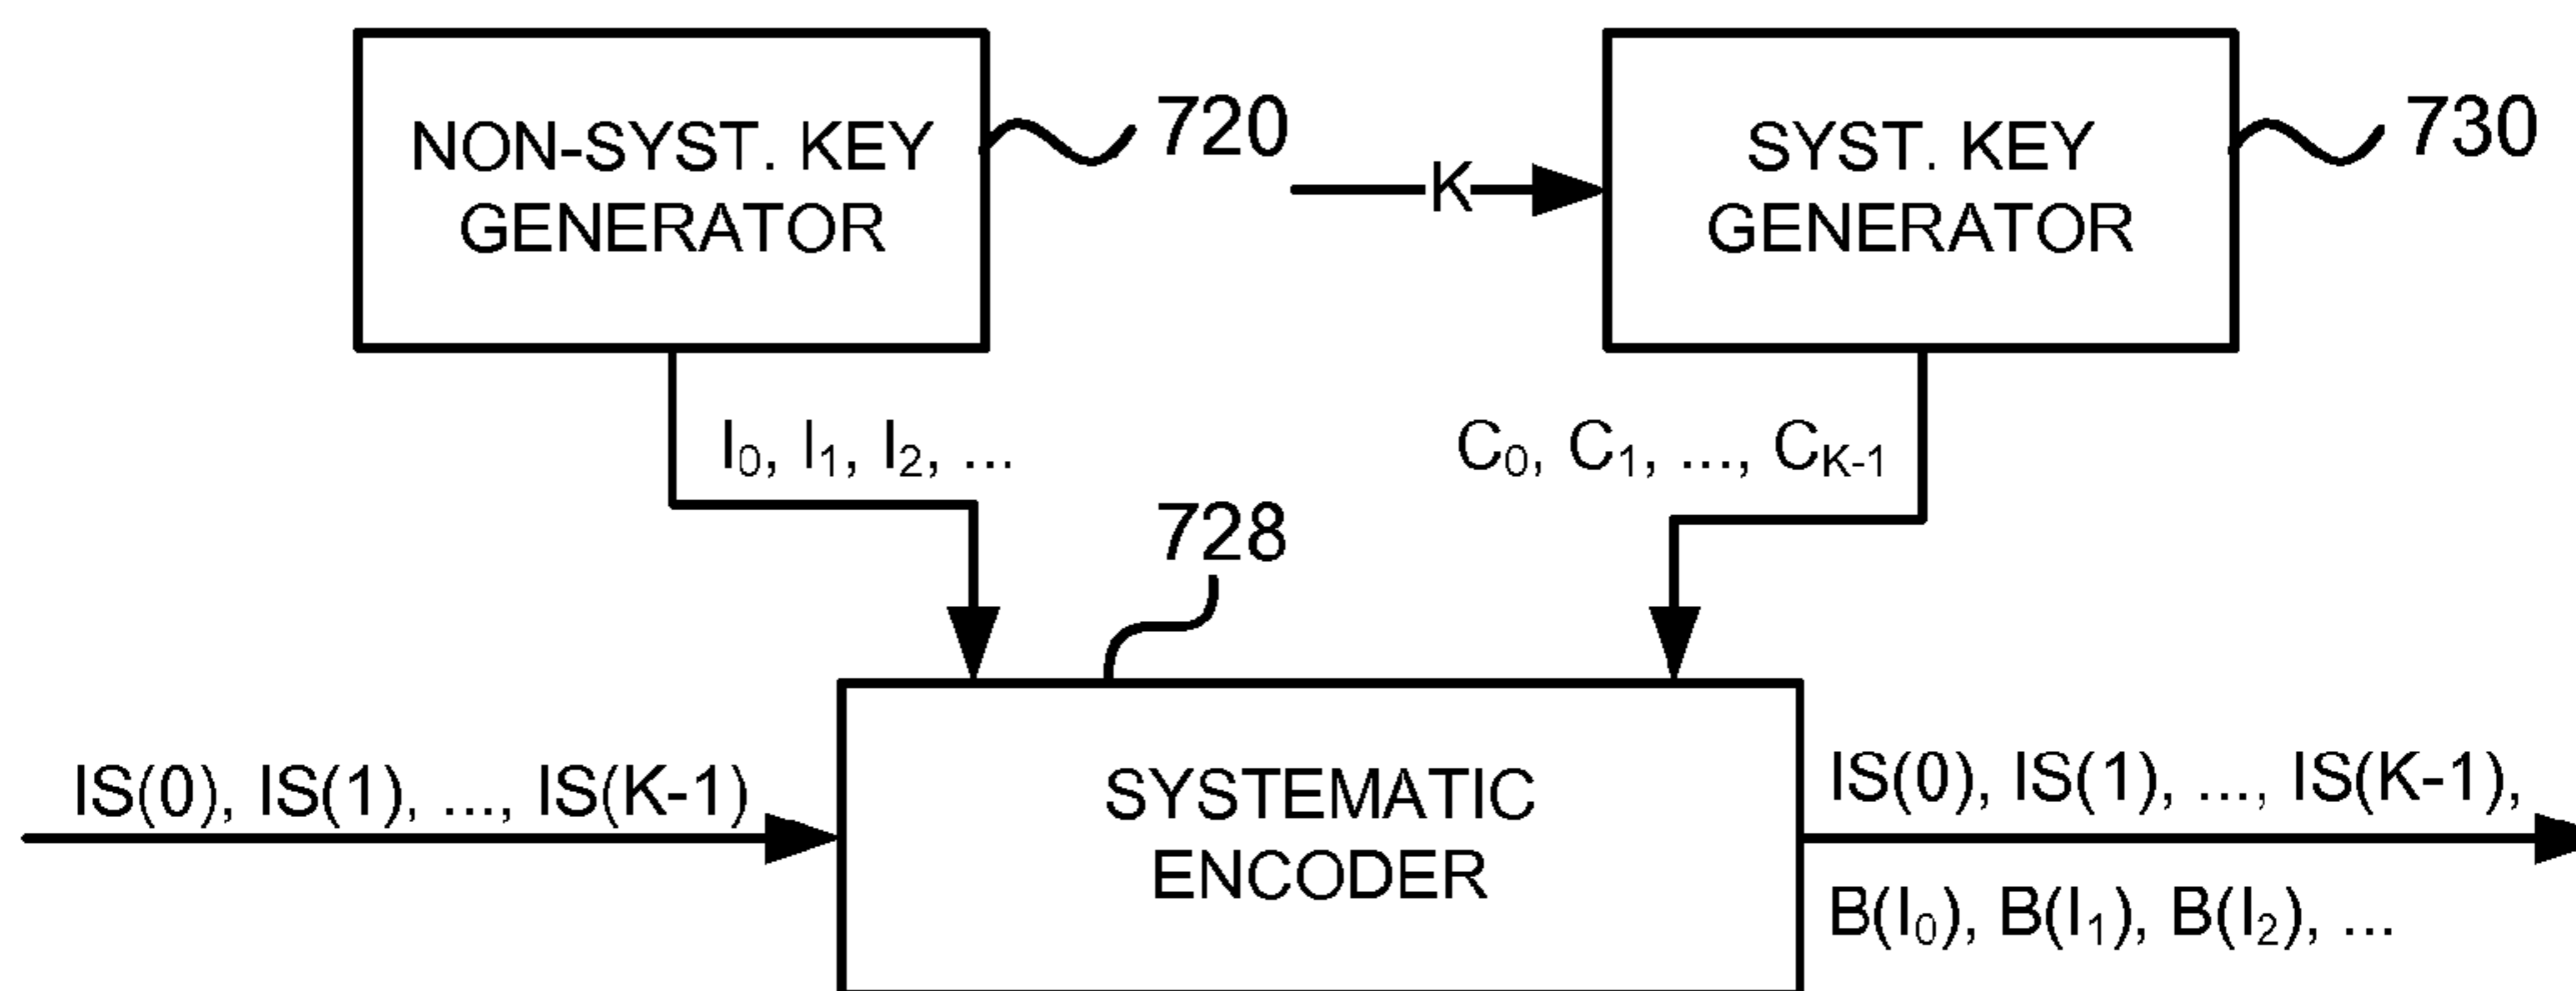 NON-SYST. KEY
GENERATOR
720
K
SYST. KEY
GENERATOR
730
I₀, I₁, I₂, ...
C₀, C₁, ..., C_{K-1}
728
IS(0), IS(1), ..., IS(K-1)
SYSTEMATIC
ENCODER
IS(0), IS(1), ..., IS(K-1),
B(I₀), B(I₁), B(I₂), ...